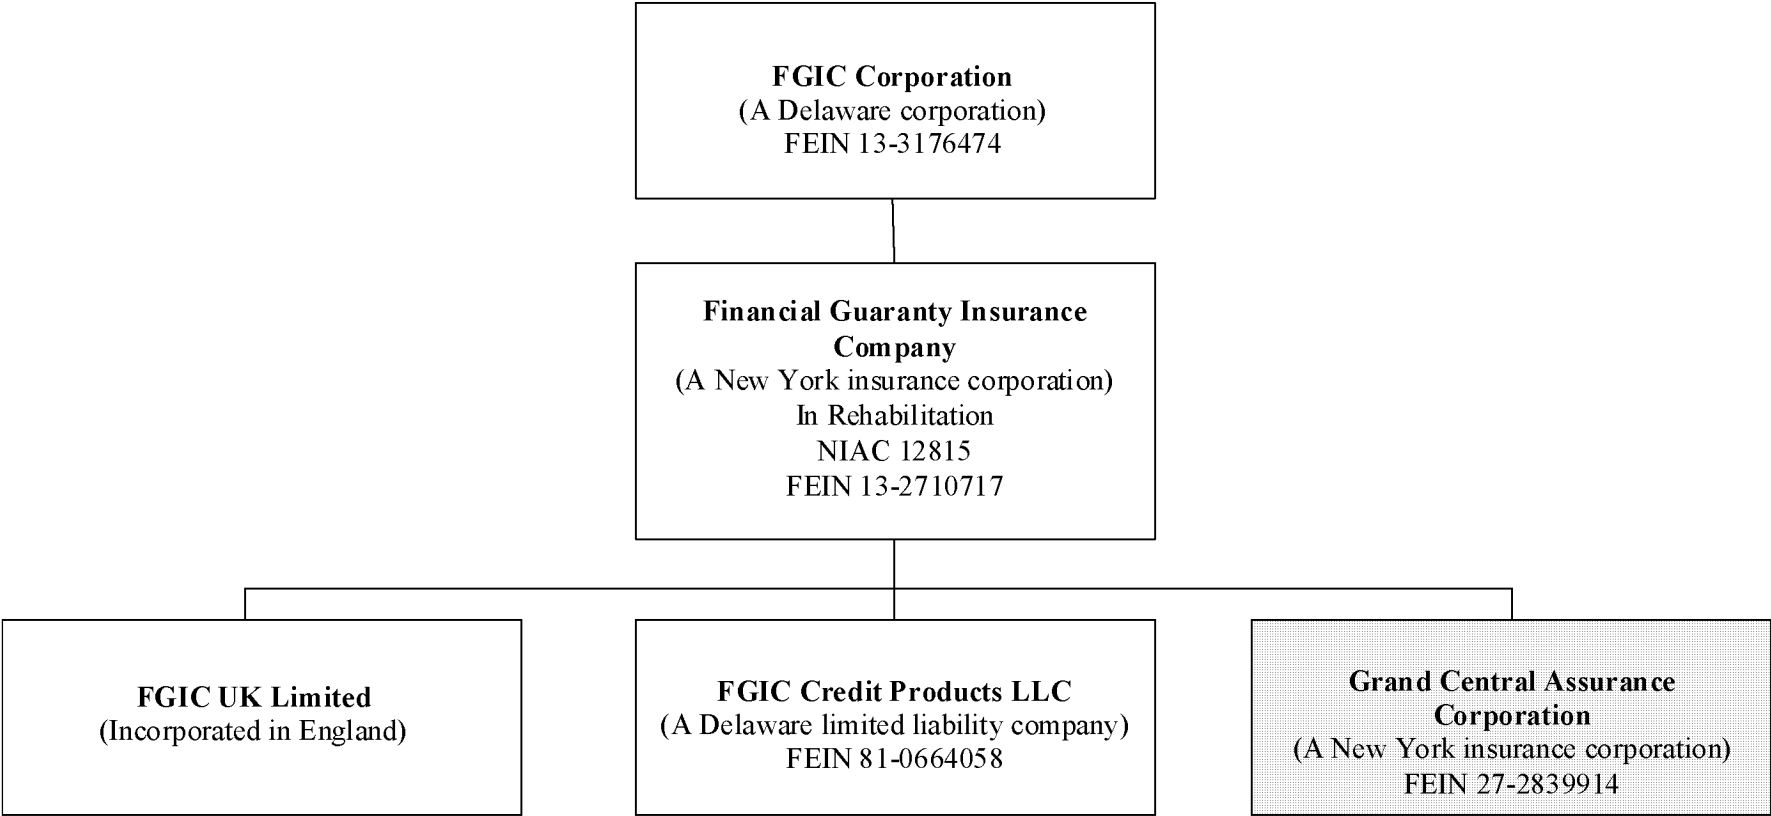 FGIC Corporation
(A Delaware corporation)
FEIN 13-3176474
Financial Guaranty Insurance
Company
(A New York insurance corporation)
In Rehabilitation
NIAC 12815
FEIN 13-2710717
FGIC UK Limited
(Incorporated in England)
FGIC Credit Products LLC
(A Delaware limited liability company)
FEIN 81-0664058
Grand Central Assurance
Corporation
(A New York insurance corporation)
FEIN 27-2839914